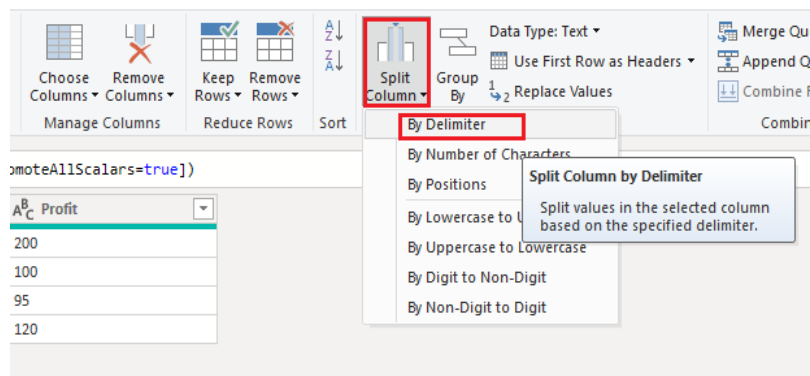 Choose Columns
Remove Columns
Manage Columns
Keep Rows
Remove Rows
Reduce Rows
A
Z
Z
A
Sort
Split Column
Group By
Data Type: Text
Use First Row as Headers
1
2 Replace Values
Merge Qu
Append Q
Combine F
Combin
By Delimiter
By Number of Characters
By Positions
By Lowercase to U
By Uppercase to Lowercase
By Digit to Non-Digit
By Non-Digit to Digit
Split Column by Delimiter
Split values in the selected column
based on the specified delimiter.
omoteAllScalars=true])
ABC Profit
200
100
95
120